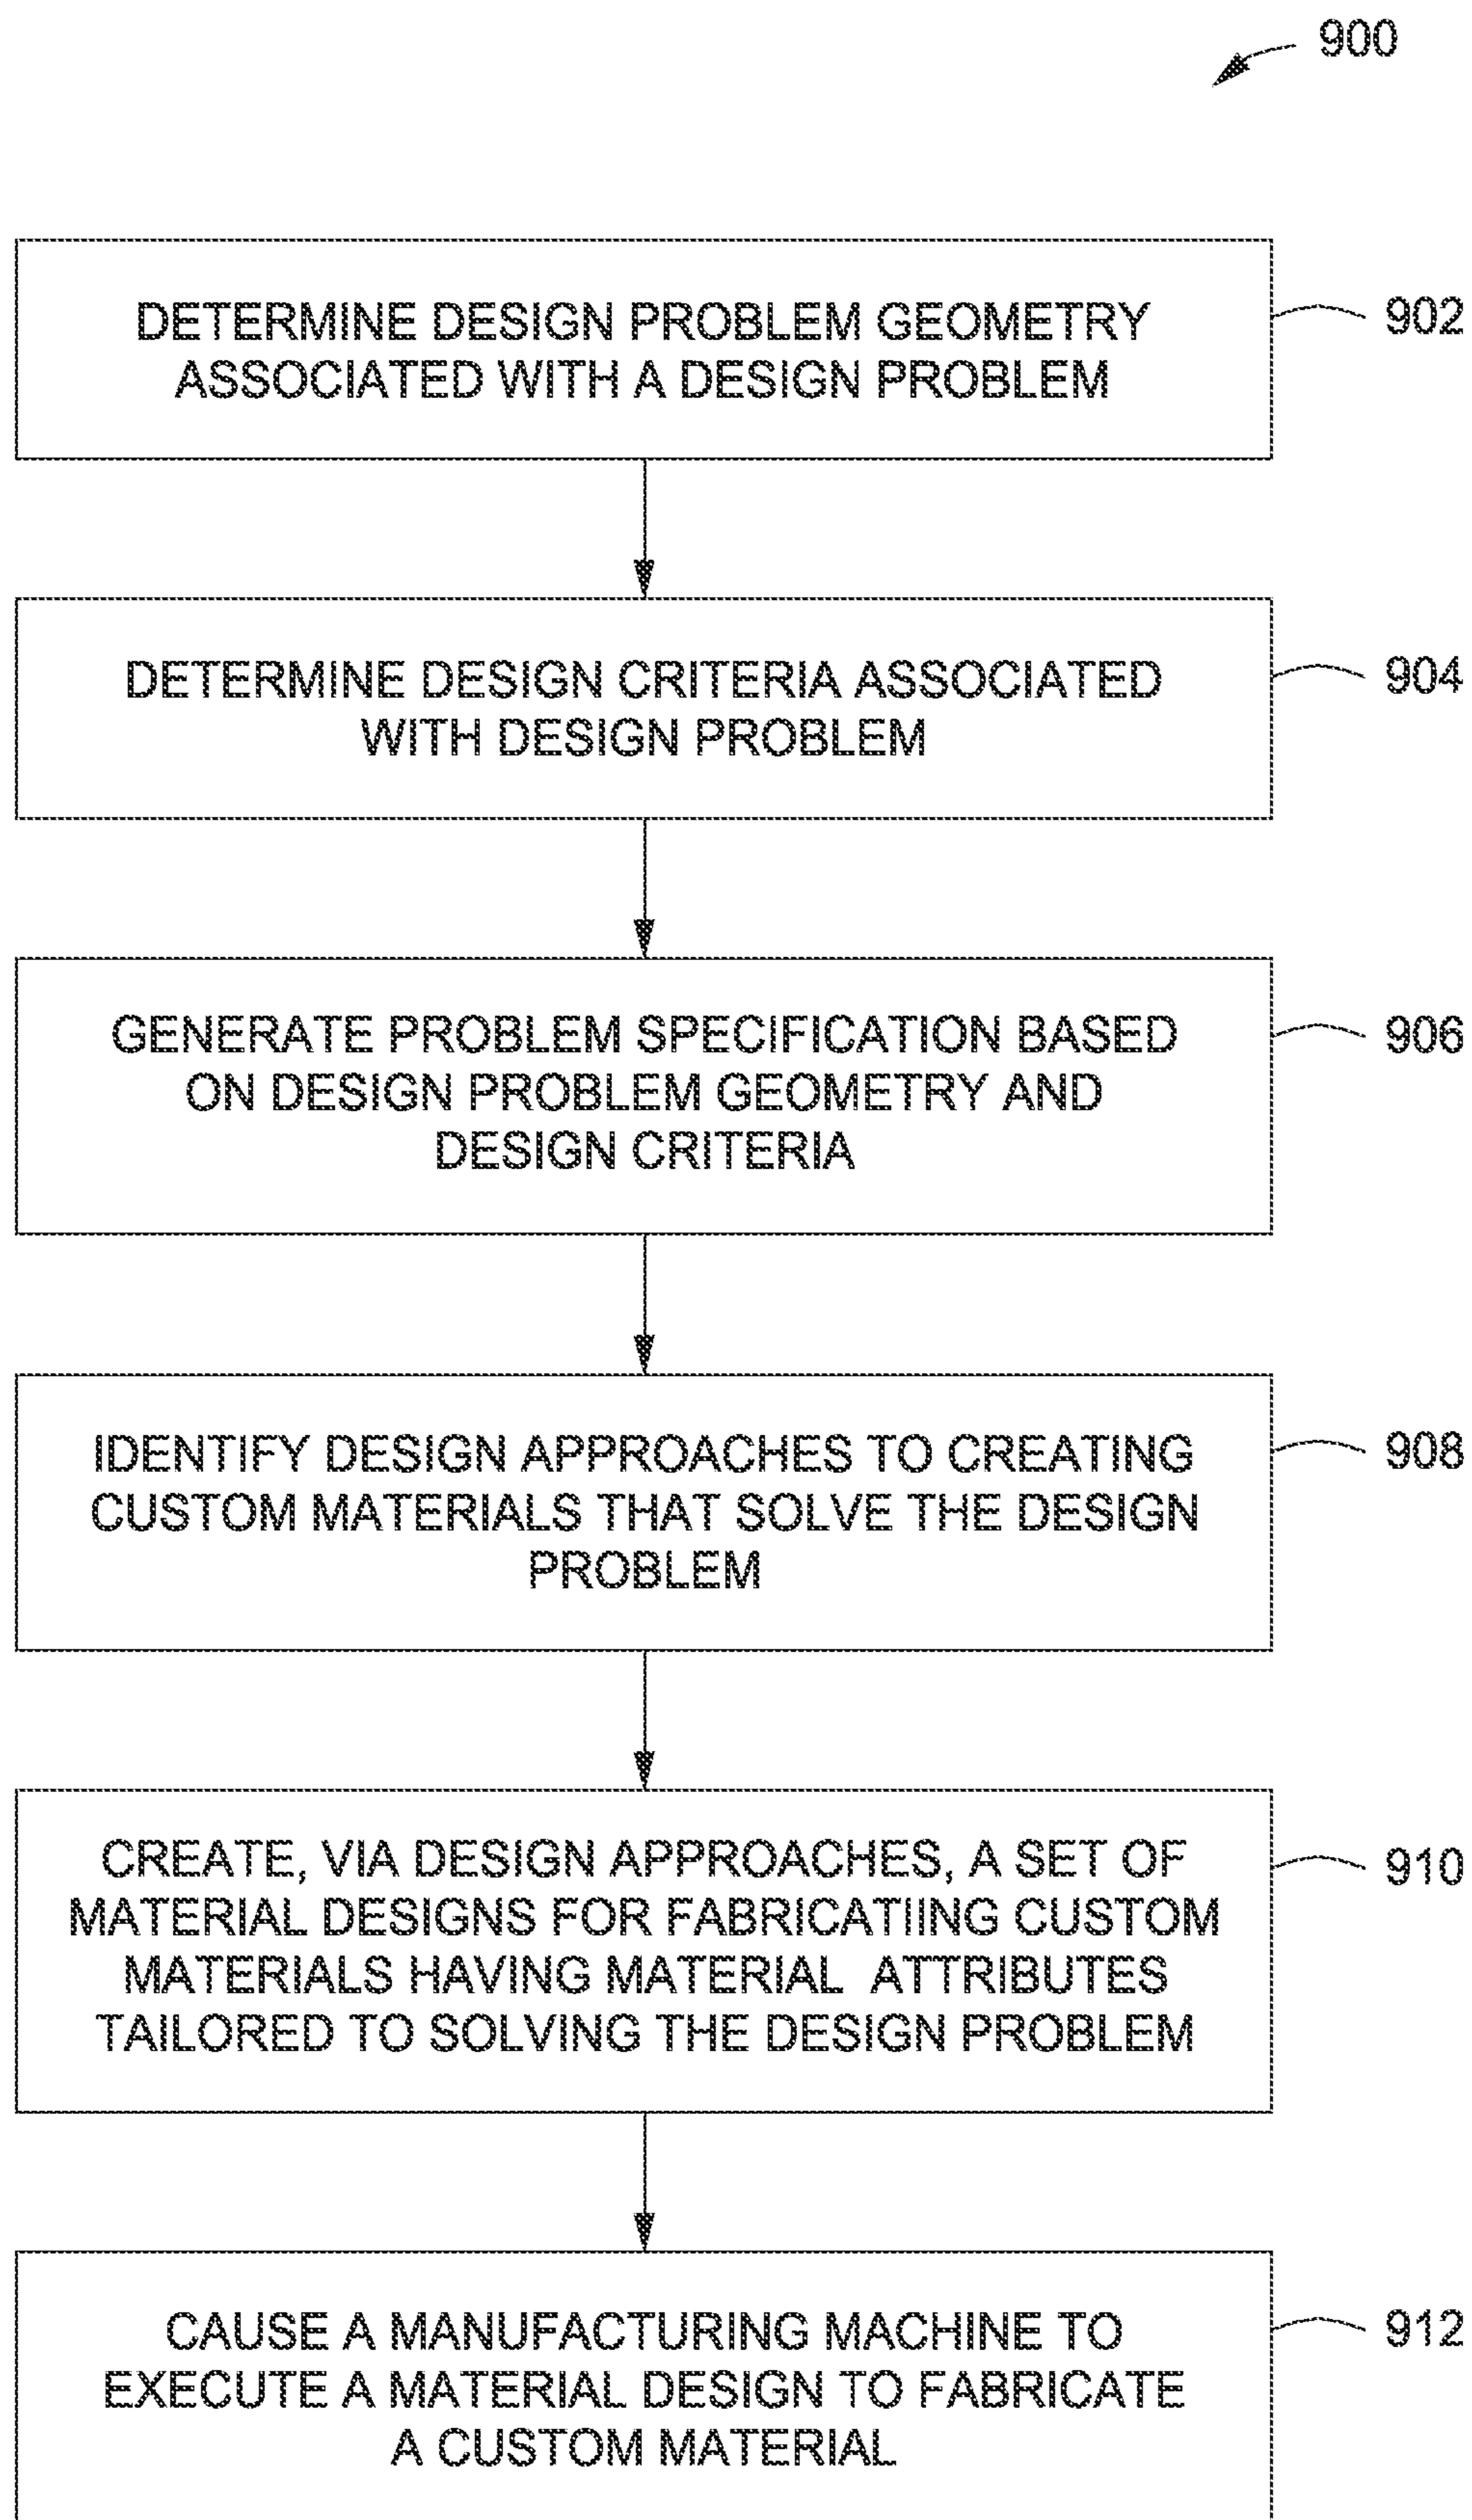 900
DETERMINE DESIGN PROBLEM GEOMETRY
ASSOCIATED WITH A DESIGN PROBLEM
902
DETERMINE DESIGN CRITERIA ASSOCIATED
WITH DESIGN PROBLEM
904
GENERATE PROBLEM SPECIFICATION BASED
ON DESIGN PROBLEM GEOMETRY AND
DESIGN CRITERIA
906
IDENTIFY DESIGN APPROACHES TO CREATING
CUSTOM MATERIALS THAT SOLVE THE DESIGN
PROBLEM
908
CREATE, VIA DESIGN APPROACHES, A SET OF
MATERIAL DESIGNS FOR FABRICATIING CUSTOM
MATERIALS HAVING MATERIAL ATTRIBUTES
TAILORED TO SOLVING THE DESIGN PROBLEM
910
CAUSE A MANUFACTURING MACHINE TO
EXECUTE A MATERIAL DESIGN TO FABRICATE
A CUSTOM MATERIAL
912